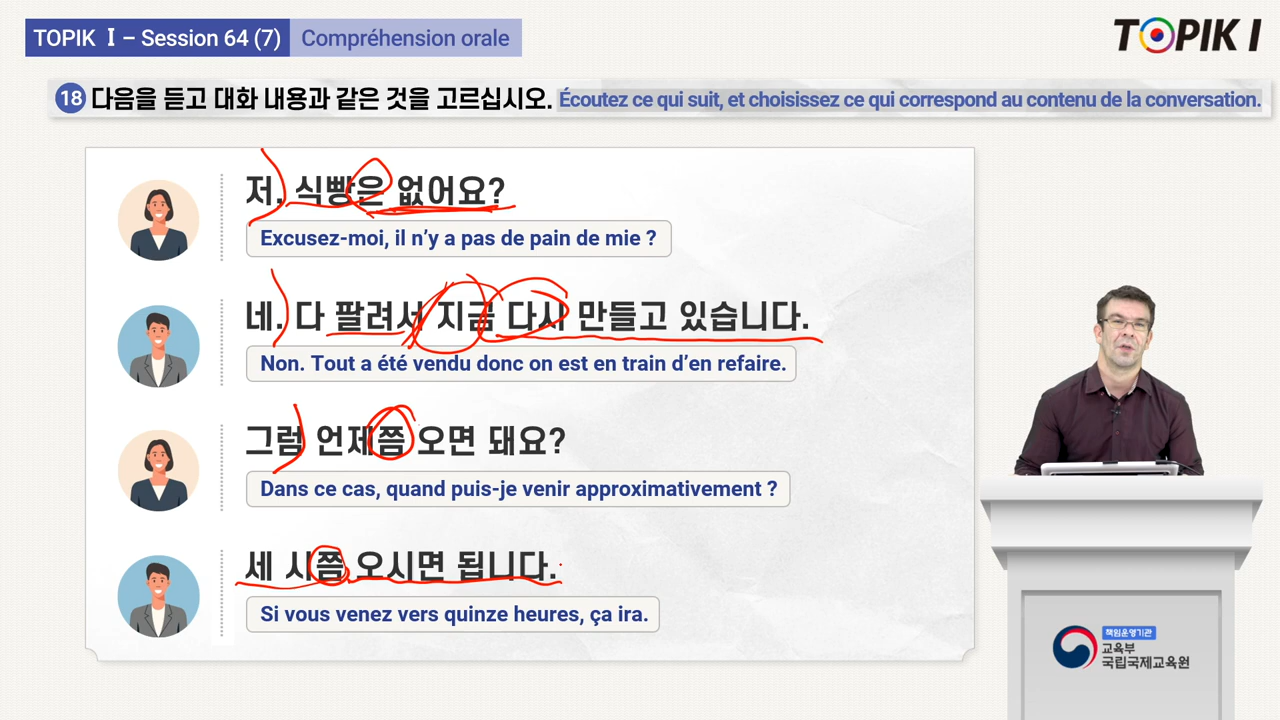 TOPIK Ⅰ – Session 64 (7) Compréhension orale
TOPIK I
18 다음을 듣고 대화 내용과 같은 것을 고르십시오. Écoutez ce qui suit, et choisissez ce qui correspond au contenu de la conversation.
저. 식빵은 없어요?
Excusez-moi, il n’y a pas de pain de mie ?
네. 다 팔려서 지금 다시 만들고 있습니다.
Non. Tout a été vendu donc on est en train d’en refaire.
그럼 언제쯤 오면 돼요?
Dans ce cas, quand puis-je venir approximativement ?
세 시쯤 오시면 됩니다.
Si vous venez vers quinze heures, ça ira.
책임운영기관
교육부
국립국제교육원